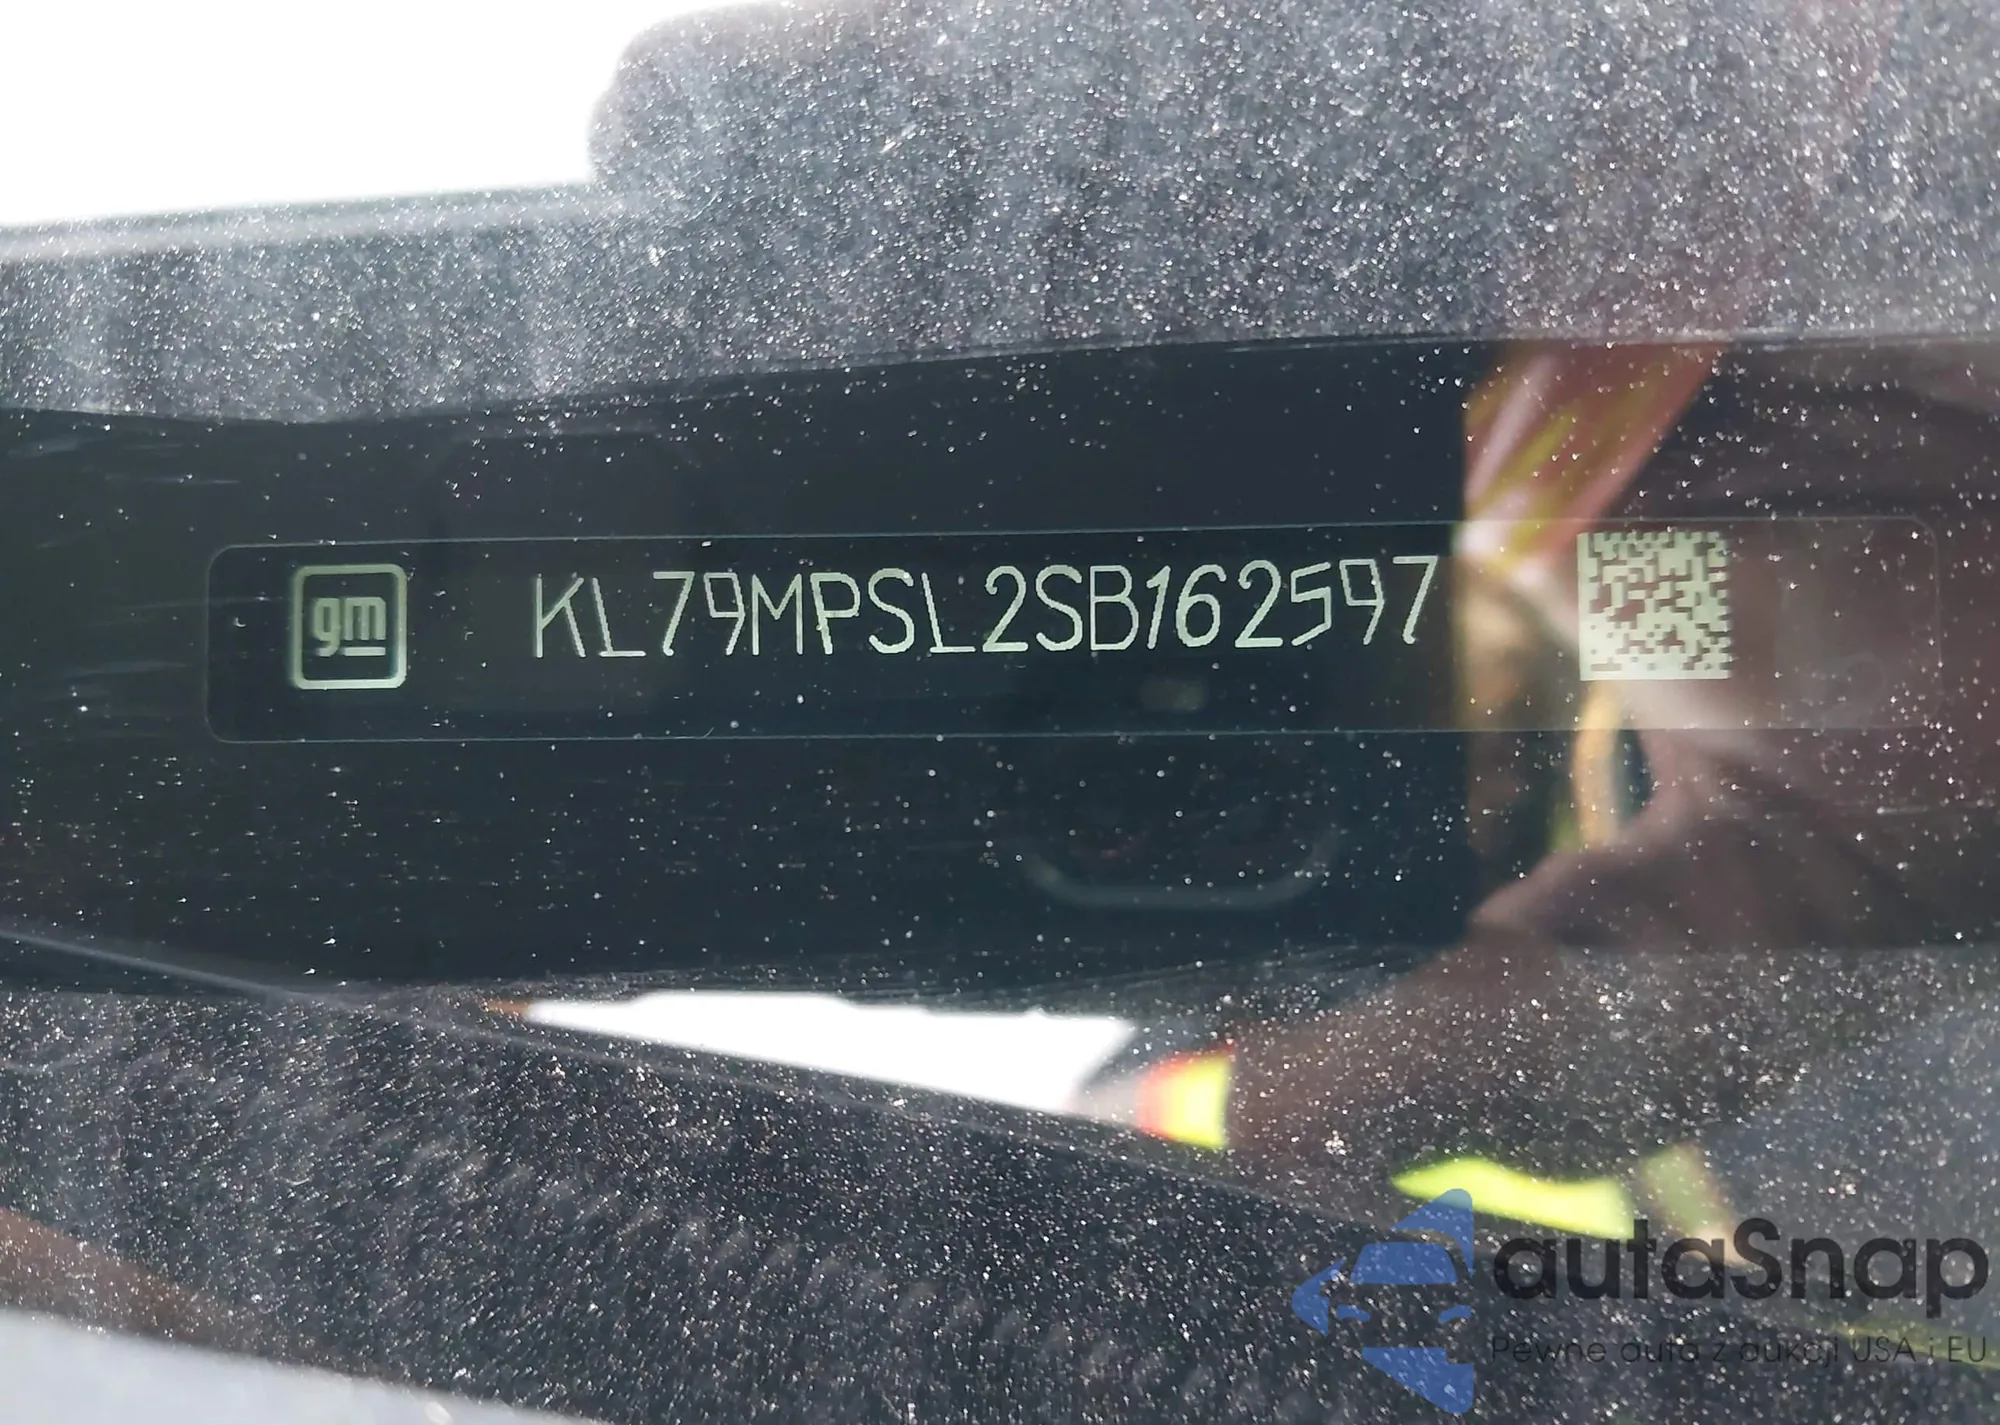 gm KL79MPSL2SB162597
autaSnap
Pewne auta z aukcji USA i EU